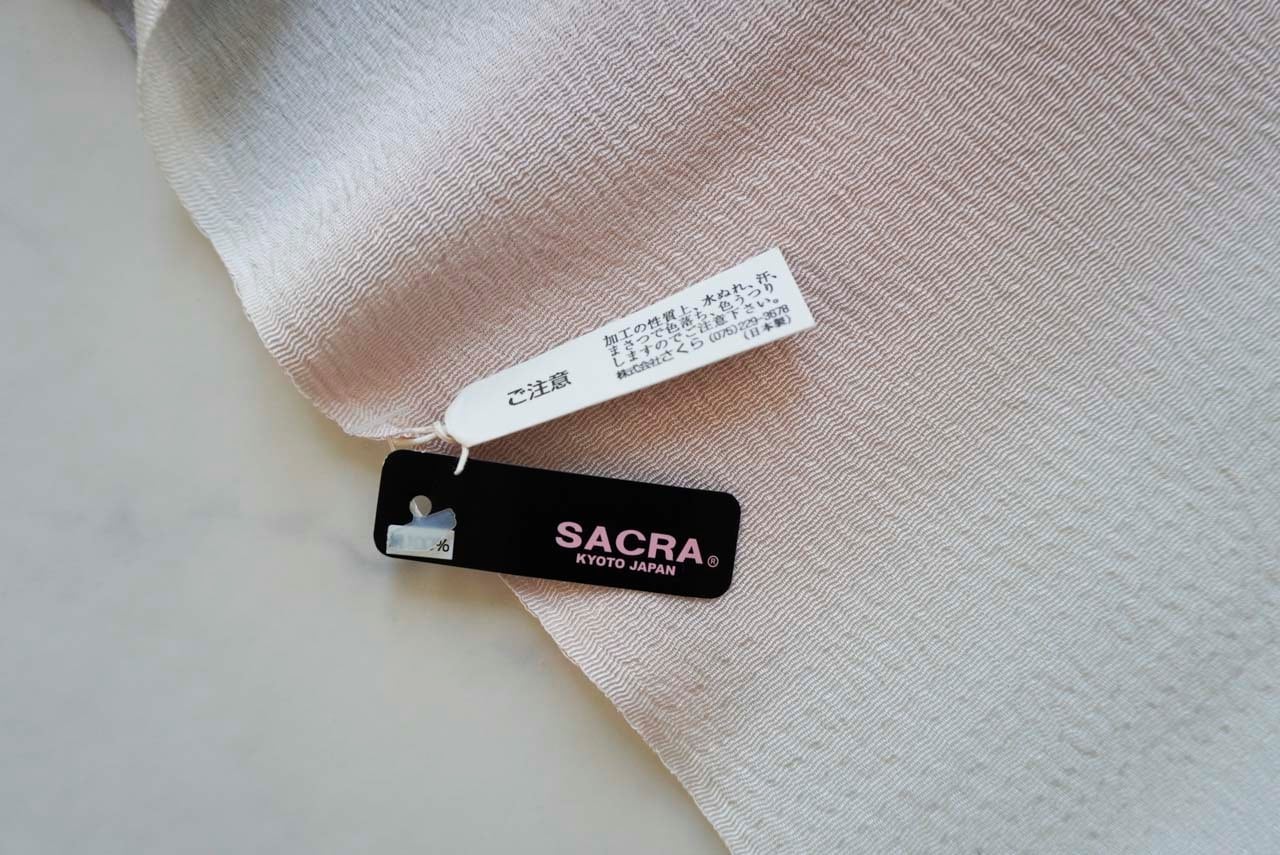 ご注意
加工の性質上、水ぬれ、汗、
まさつで色落ち、色うつり
しますのでご注意下さい。
株式会社さくら (075)229-3678
(日本製)
SACRA®
KYOTO JAPAN
%